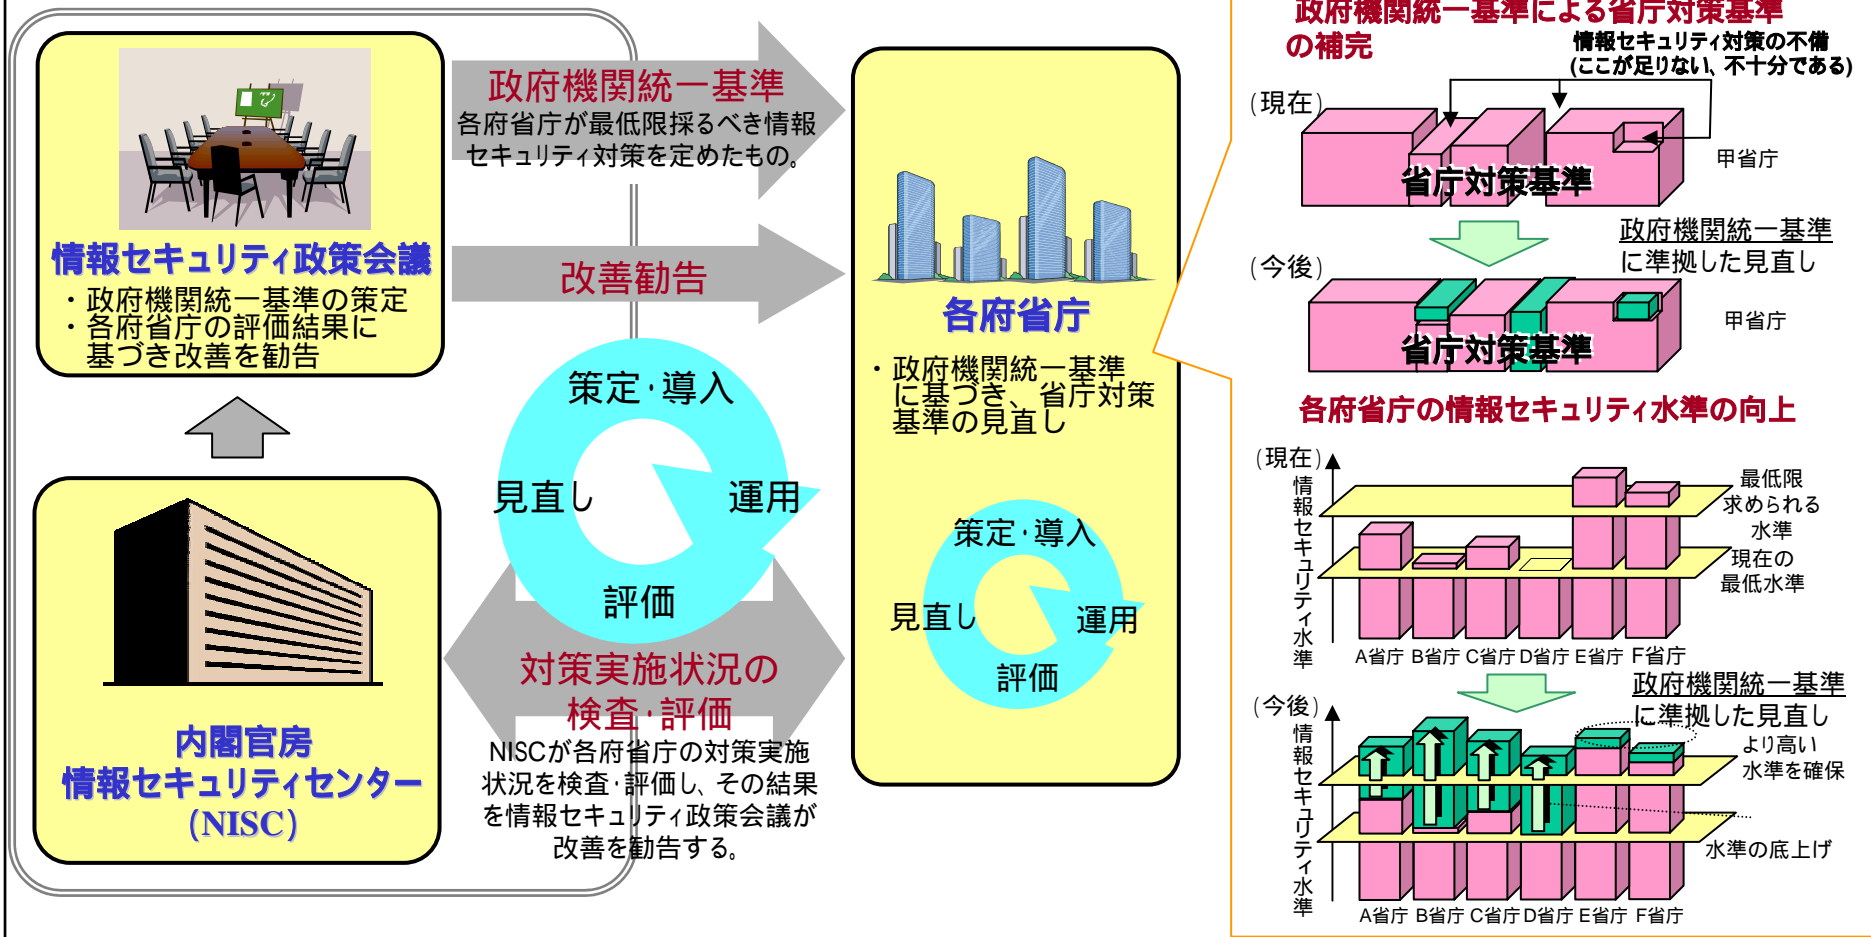 情報セキュリティ政策会議
・政府機関統一基準の策定
・各府省庁の評価結果に
基づき改善を勧告
内閣官房
情報セキュリティセンター
(NISC)
政府機関統一基準
各府省庁が最低限採るべき情報
セキュリティ対策を定めたもの。
改善勧告
策定・導入
見直し
運用
評価
対策実施状況の
検査・評価
NISCが各府省庁の対策実施
状況を検査・評価し、その結果
を情報セキュリティ政策会議が
改善を勧告する。
各府省庁
・政府機関統一基準
に基づき、省庁対策
基準の見直し
策定・導入
見直し
運用
評価
政府機関統一基準による省庁対策基準
の補完
情報セキュリティ対策の不備
(ここが足りない、不十分である)
(現在)
甲省庁
省庁対策基準
政府機関統一基準
に準拠した見直し
(今後)
甲省庁
省庁対策基準
各府省庁の情報セキュリティ水準の向上
(現在)
情報セキュリティ水準
最低限
求められる
水準
現在の
最低水準
A省庁 B省庁 C省庁 D省庁 E省庁 F省庁
政府機関統一基準
に準拠した見直し
(今後)
情報セキュリティ水準
より高い
水準を確保
水準の底上げ
A省庁 B省庁 C省庁 D省庁 E省庁 F省庁